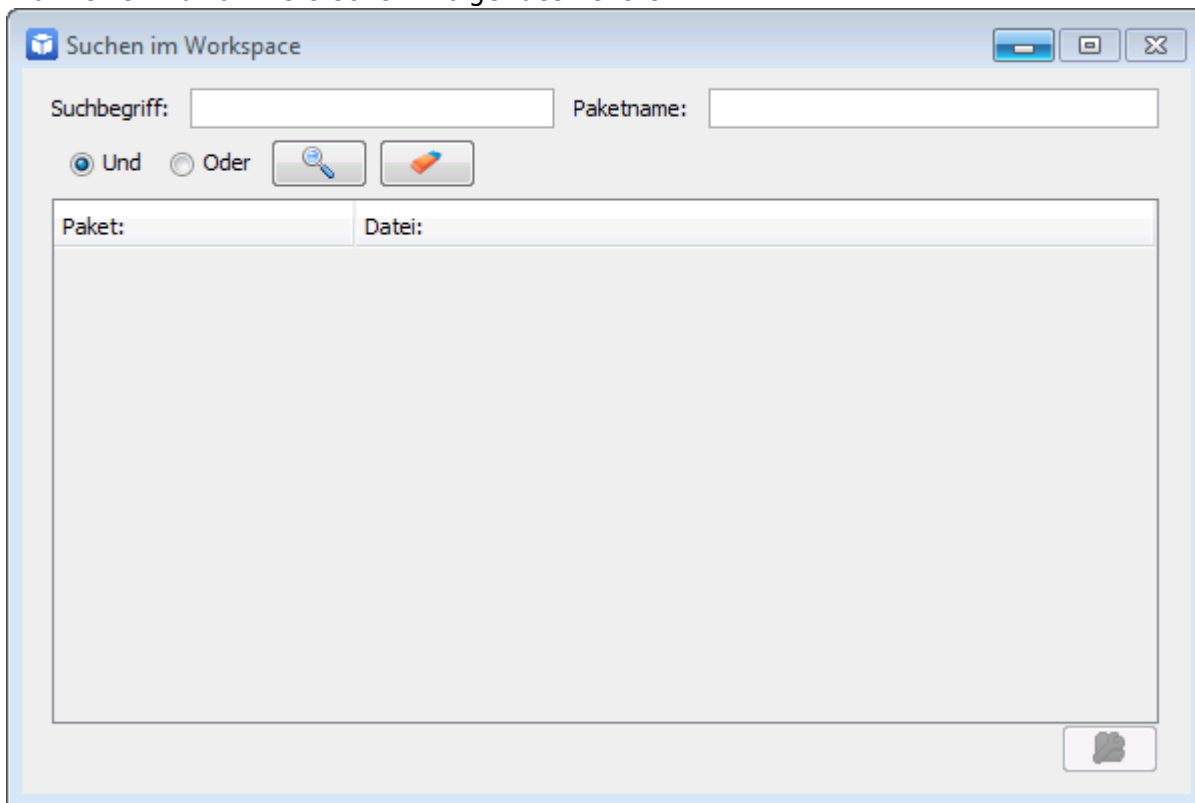 Suchen im Workspace
Suchbegriff: Paketname:
Und Oder
Paket: Datei: